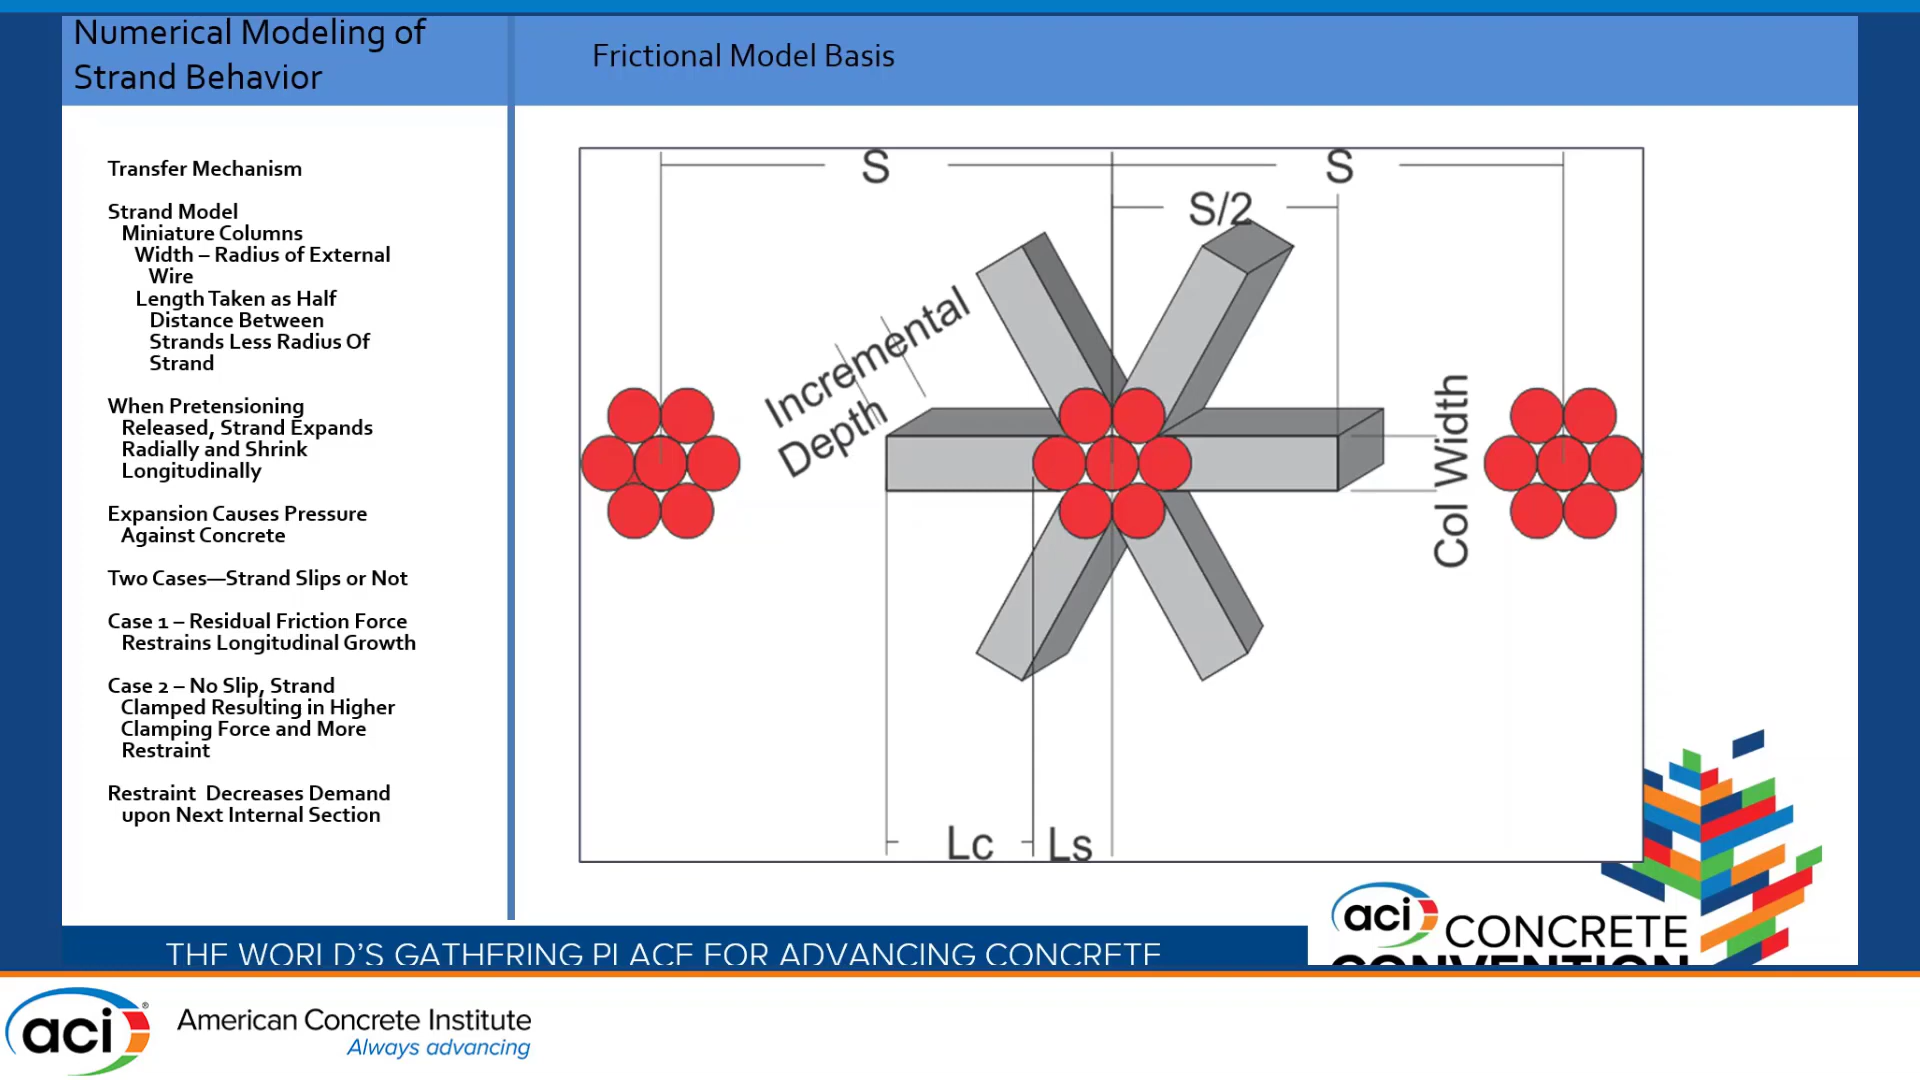 Numerical Modeling of
Strand Behavior
Frictional Model Basis
Transfer Mechanism
Strand Model
Miniature Columns
Width – Radius of External
Wire
Length Taken as Half
Distance Between
Strands Less Radius Of
Strand
When Pretensioning
Released, Strand Expands
Radially and Shrink
Longitudinally
Expansion Causes Pressure
Against Concrete
Two Cases—Strand Slips or Not
Case 1 – Residual Friction Force
Restrains Longitudinal Growth
Case 2 – No Slip, Strand
Clamped Resulting in Higher
Clamping Force and More
Restraint
Restraint  Decreases Demand
upon Next Internal Section
S
S
S/2
Incremental
Depth
Col Width
Lc
Ls
aci
CONCRETE
CONVENTION
THE WORLD'S GATHERING PLACE FOR ADVANCING CONCRETE
aci®
American Concrete Institute
Always advancing